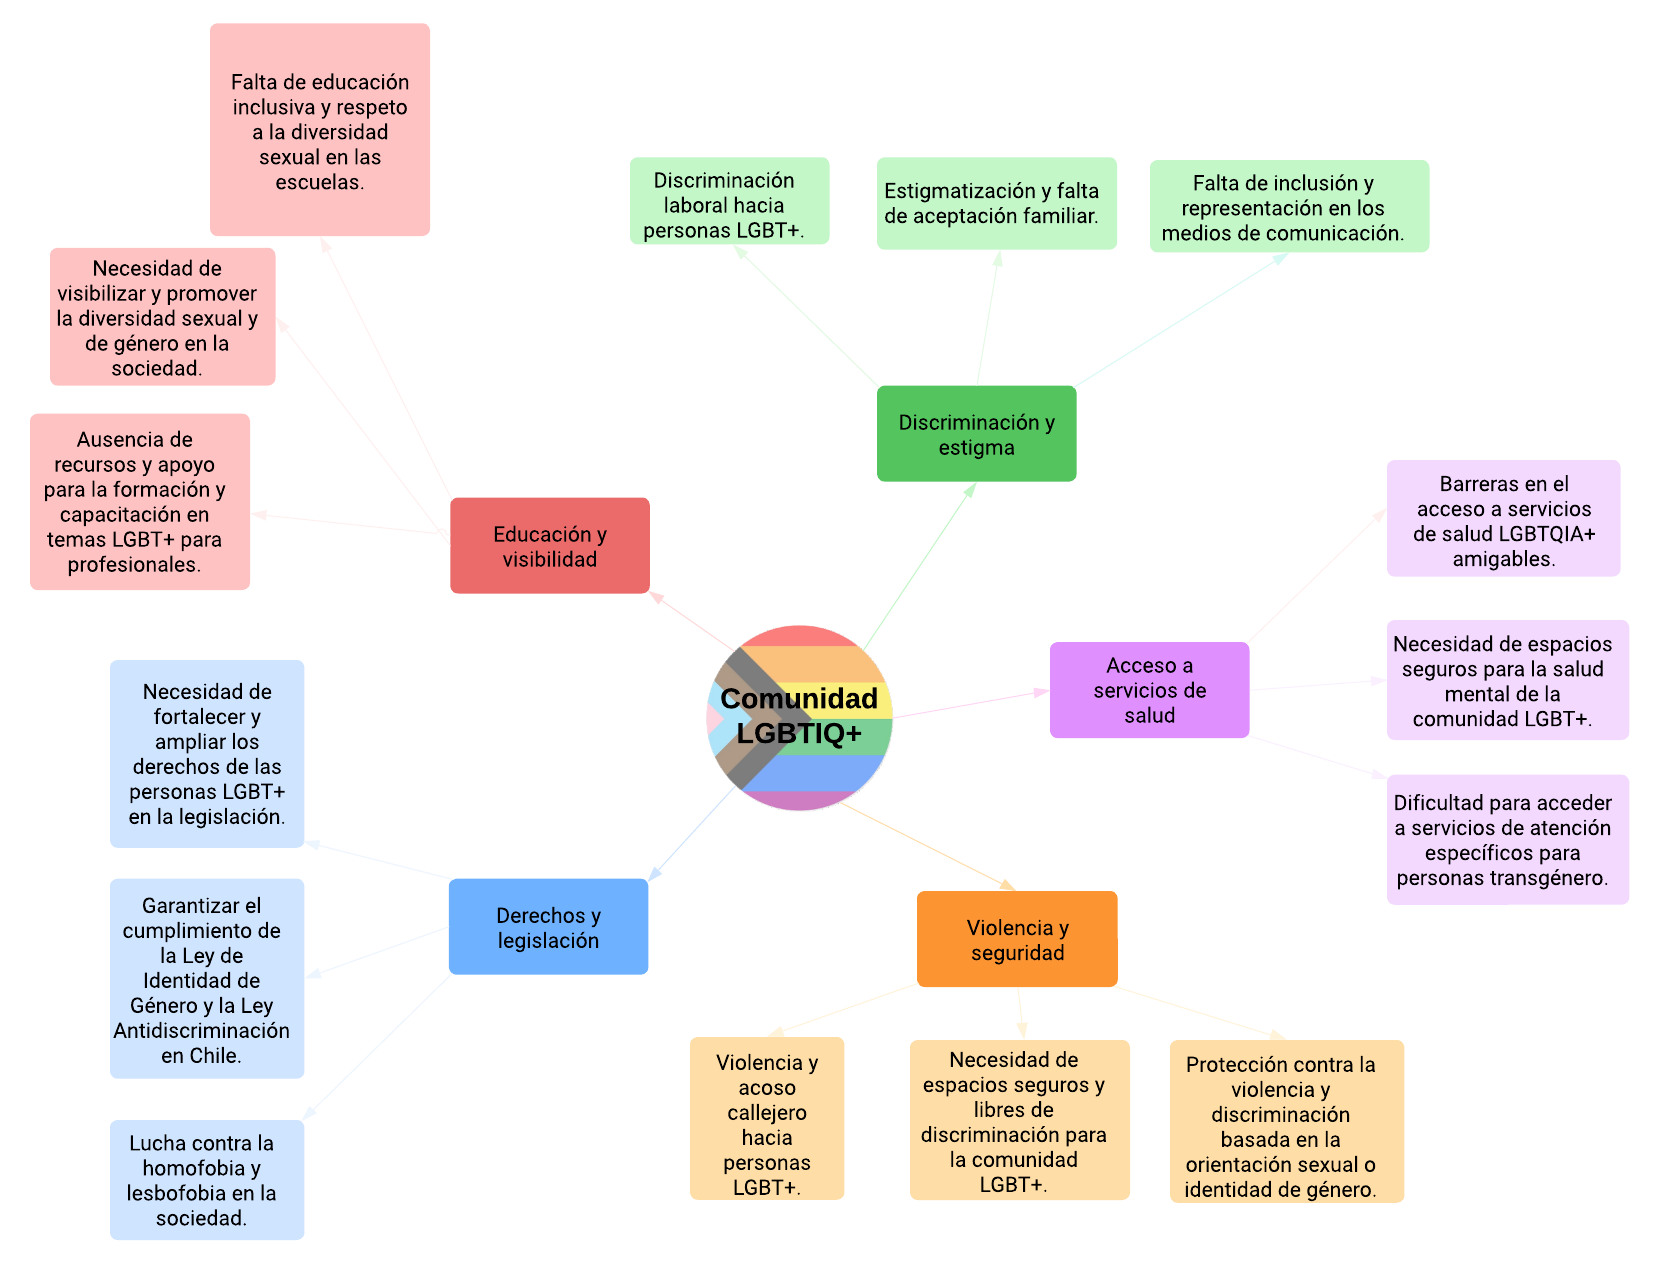 Falta de educación
inclusiva y respeto
a la diversidad
sexual en las
escuelas.
Necesidad de
visibilizar y promover
la diversidad sexual y
de género en la
sociedad.
Ausencia de
recursos y apoyo
para la formación y
capacitación en
temas LGBT+ para
profesionales.
Educación y
visibilidad
Discriminación
laboral hacia
personas LGBT+.
Estigmatización y falta
de aceptación familiar.
Falta de inclusión y
representación en los
medios de comunicación.
Discriminación y
estigma
Barreras en el
acceso a servicios
de salud LGBTQIA+
amigables.
Necesidad de espacios
seguros para la salud
mental de la
comunidad LGBT+.
Dificultad para acceder
a servicios de atención
específicos para
personas transgénero.
Acceso a
servicios de
salud
Comunidad
LGBTIQ+
Necesidad de
fortalecer y
ampliar los
derechos de las
personas LGBT+
en la legislación.
Garantizar el
cumplimiento de
la Ley de
Identidad de
Género y la Ley
Antidiscriminación
en Chile.
Lucha contra la
homofobia y
lesbofobia en la
sociedad.
Derechos y
legislación
Violencia y
seguridad
Violencia y
acoso
callejero
hacia
personas
LGBT+.
Necesidad de
espacios seguros y
libres de
discriminación para
la comunidad
LGBT+.
Protección contra la
violencia y
discriminación
basada en la
orientación sexual o
identidad de género.